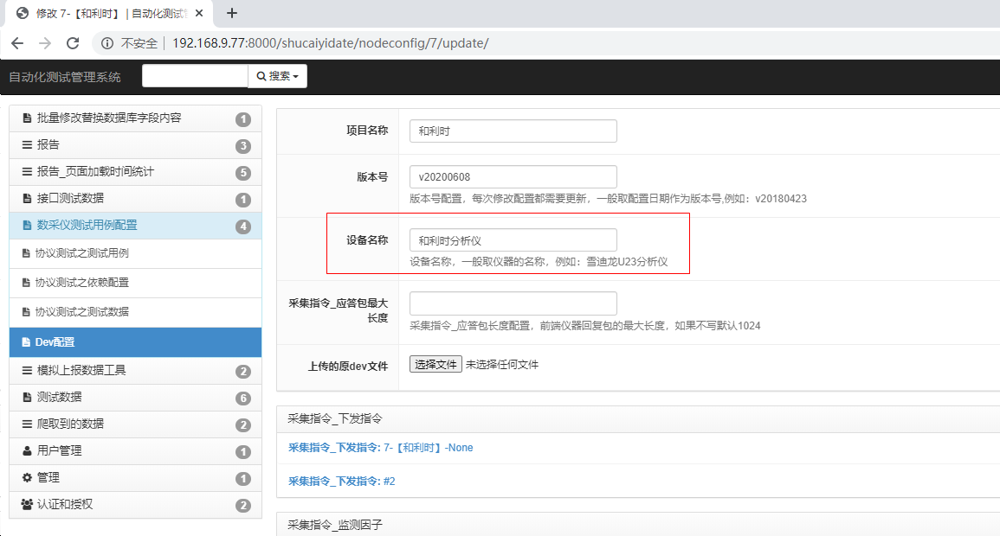 修改 7-【和利时】 | 自动化测试
不安全 | 192.168.9.77:8000/shucaiyidate/nodeconfig/7/update/
自动化测试管理系统 搜索
批量修改替换数据库字段内容 1
报告 3
报告_页面加载时间统计 5
接口测试数据 1
数采仪测试用例配置 4
协议测试之测试用例
协议测试之依赖配置
协议测试之测试数据
Dev配置
模拟上报数据工具 2
测试数据 6
爬取到的数据 2
用户管理 1
管理 1
认证和授权 2
项目名称 和利时
版本号 v20200608
版本号配置，每次修改配置都需要更新，一般取配置日期作为版本号,例如：v20180423
设备名称 和利时分析仪
设备名称，一般取仪器的名称，例如：雪迪龙U23分析仪
采集指令_应答包最大
长度
采集指令_应答包长度配置，前端仪器回复包的最大长度，如果不写默认1024
上传的原dev文件 选择文件 未选择任何文件
采集指令_下发指令
采集指令_下发指令: 7-【和利时】-None
采集指令_下发指令: #2
采集指令_监测因子